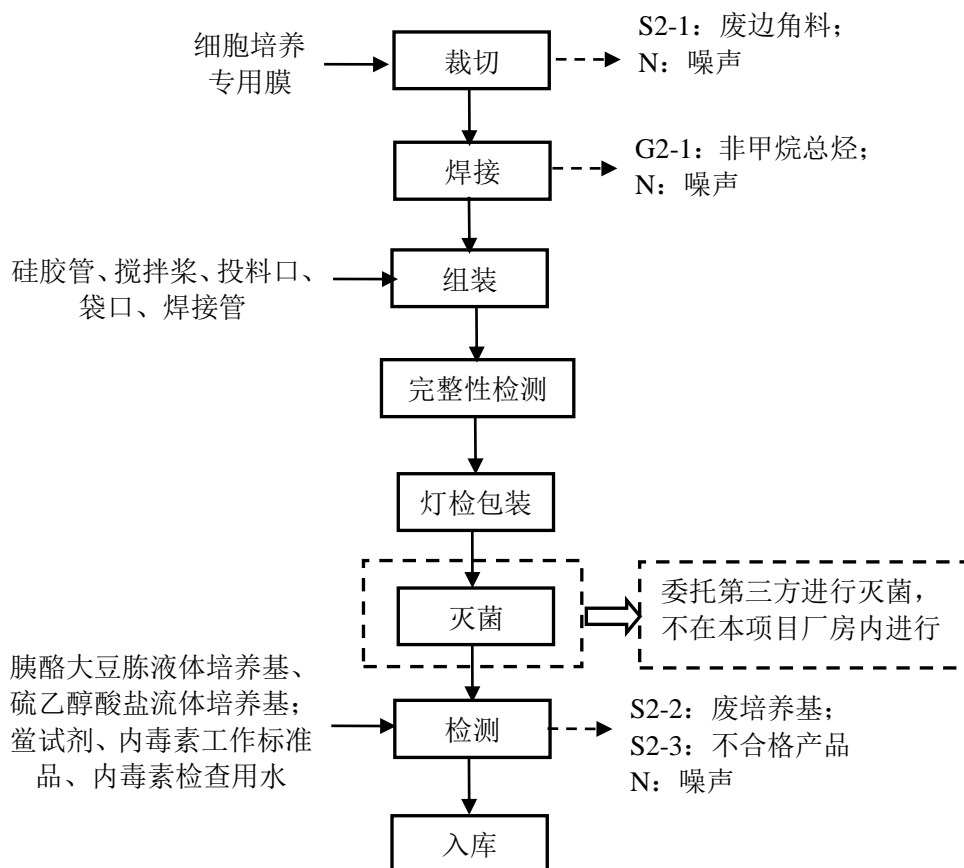 细胞培养
专用膜
裁切
S2-1：废边角料；
N：噪声
焊接
G2-1：非甲烷总烃；
N：噪声
硅胶管、搅拌桨、投料口、
袋口、焊接管
组装
完整性检测
灯检包装
灭菌
委托第三方进行灭菌，
不在本项目厂房内进行
胰酪大豆胨液体培养基、
硫乙醇酸盐流体培养基；
鲎试剂、内毒素工作标准
品、内毒素检查用水
检测
S2-2：废培养基；
S2-3：不合格产品
N：噪声
入库